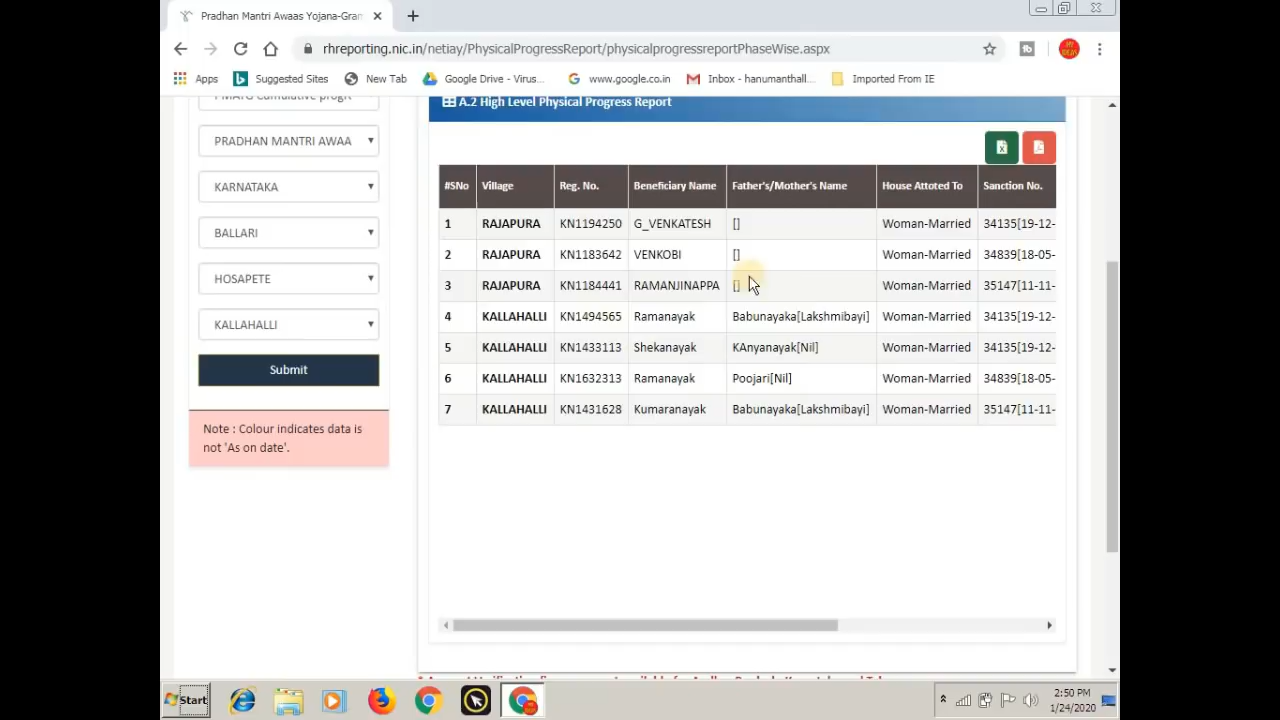 Pradhan Mantri Awaas Yojana-Gram
rhreporting.nic.in/netiay/PhysicalProgressReport/physicalprogressreportPhaseWise.aspx
Apps Suggested Sites New Tab Google Drive - Virus... www.google.co.in Inbox - hanumanthall... Imported From IE
PRADHAN MANTRI AWAA
KARNATAKA
BALLARI
HOSAPETE
KALLAHALLI
Submit
Note : Colour indicates data is
not 'As on date'.
A.2 High Level Physical Progress Report
#SNo Village Reg. No. Beneficiary Name Father's/Mother's Name House Attoted To Sanction No.
1 RAJAPURA KN1194250 G_VENKATESH [] Woman-Married 34135[19-12-
2 RAJAPURA KN1183642 VENKOBI [] Woman-Married 34839[18-05-
3 RAJAPURA KN1184441 RAMANJINAPPA [] Woman-Married 35147[11-11-
4 KALLAHALLI KN1494565 Ramanayak Babunayaka[Lakshmibayi] Woman-Married 34135[19-12-
5 KALLAHALLI KN1433113 Shekanayak KAnyanayak[Nil] Woman-Married 34135[19-12-
6 KALLAHALLI KN1632313 Ramanayak Poojari[Nil] Woman-Married 34839[18-05-
7 KALLAHALLI KN1431628 Kumaranayak Babunayaka[Lakshmibayi] Woman-Married 35147[11-11-
Start
2:50 PM
1/24/2020